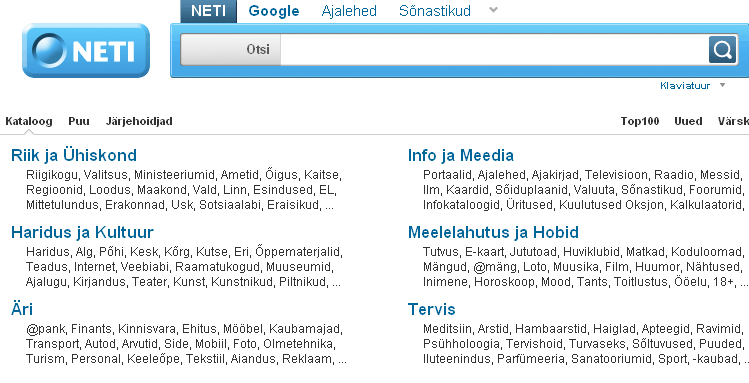 NETI Google Ajalehed Sõnastikud
NETI
Otsi
Klaviatuur
Kataloog Puu Järjehoidjad
Top100 Uued Värsk
Riik ja Ühiskond
Riigikogu, Valitsus, Ministeeriumid, Ametid, Õigus, Kaitse,
Regioonid, Loodus, Maakond, Vald, Linn, Esindused, EL,
Mittetulundus, Erakonnad, Usk, Sotsiaalabi, Eraisikud, ...
Info ja Meedia
Portaalid, Ajalehed, Ajakirjad, Televisioon, Raadio, Messid,
Ilm, Kaardid, Sõiduplaanid, Valuuta, Sõnastikud, Foorumid,
Infokataloogid, Üritused, Kuulutused Oksjon, Kalkulaatorid,
Haridus ja Kultuur
Haridus, Alg, Põhi, Kesk, Kõrg, Kutse, Eri, Õppematerjalid,
Teadus, Internet, Veebiabi, Raamatukogud, Muuseumid,
Ajalugu, Kirjandus, Teater, Kunst, Kunstnikud, Piltnikud, ...
Meelelahutus ja Hobid
Tutvus, E-kaart, Jututoad, Huviklubid, Matkad, Koduloomad,
Mängud, @mäng, Loto, Muusika, Film, Huumor, Nähtused,
Inimene, Horoskoop, Mood, Tants, Toitlustus, Ööelu, 18+, ...
Äri
@pank, Finants, Kinnisvara, Ehitus, Mööbel, Kaubamajad,
Transport, Autod, Arvutid, Side, Mobiil, Foto, Olmetehnika,
Turism, Personal, Keeleõpe, Tekstiil, Aiandus, Reklaam, ...
Tervis
Meditsiin, Arstid, Hambaarstid, Haiglad, Apteegid, Ravimid,
Psühholoogia, Tervishoid, Turvaseks, Sõltuvused, Puuded,
Iluteenindus, Parfümeeria, Sanatooriumid, Sport, -kaubad, ..